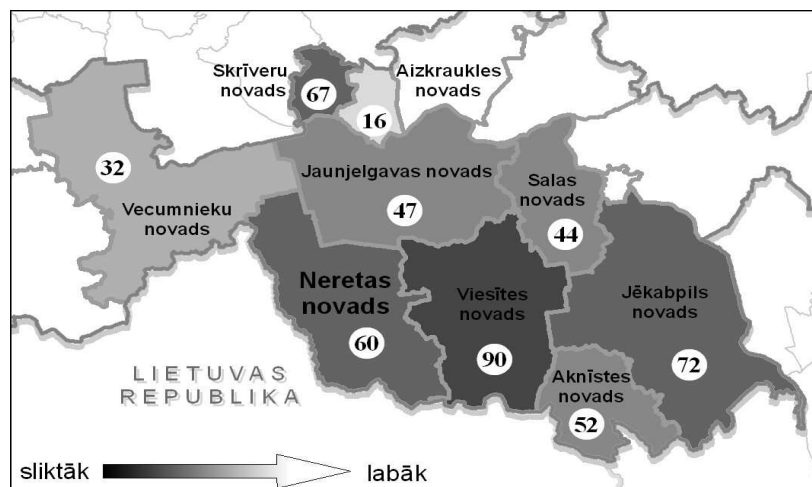 Skrīveru
novads
67
Aizkraukles
novads
16
32
Vecumnieku
novads
Jaunjelgavas novads
47
Salas
novads
44
Neretas
novads
60
Viesītes
novads
90
Jēkabpils
novads
72
Aknīstes
novads
52
LIETUVAS
REPUBLIKA
sliktāk
labāk